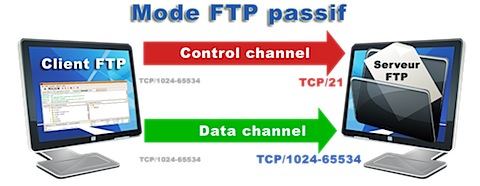 Mode FTP passif
Control channel
Client FTP
Serveur
FTP
TCP/1024-65534
TCP/21
Data channel
TCP/1024-65534
TCP/1024-65534